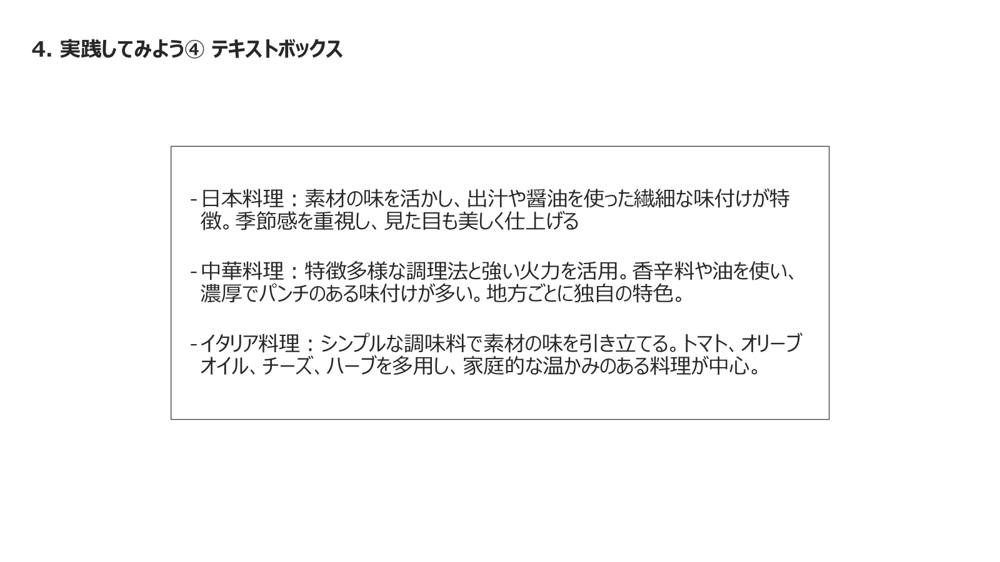 4. 実践してみよう④ テキストボックス
- 日本料理：素材の味を活かし、出汁や醤油を使った繊細な味付けが特
徴。季節感を重視し、見た目も美しく仕上げる
- 中華料理：特徴多様な調理法と強い火力を活用。香辛料や油を使い、
濃厚でパンチのある味付けが多い。地方ごとに独自の特色。
- イタリア料理：シンプルな調味料で素材の味を引き立てる。トマト、オリーブ
オイル、チーズ、ハーブを多用し、家庭的な温かみのある料理が中心。